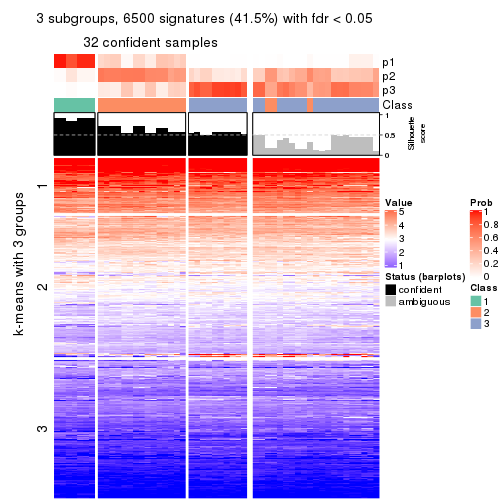 3 subgroups, 6500 signatures (41.5%) with fdr < 0.05
32 confident samples
p1
p2
p3
Class
1
0.5
0
Silhouette
score
k-means with 3 groups
1
2
3
Value
5
4
3
2
1
Status (barplots)
confident
ambiguous
Prob
1
0.8
0.6
0.4
0.2
0
Class
1
2
3